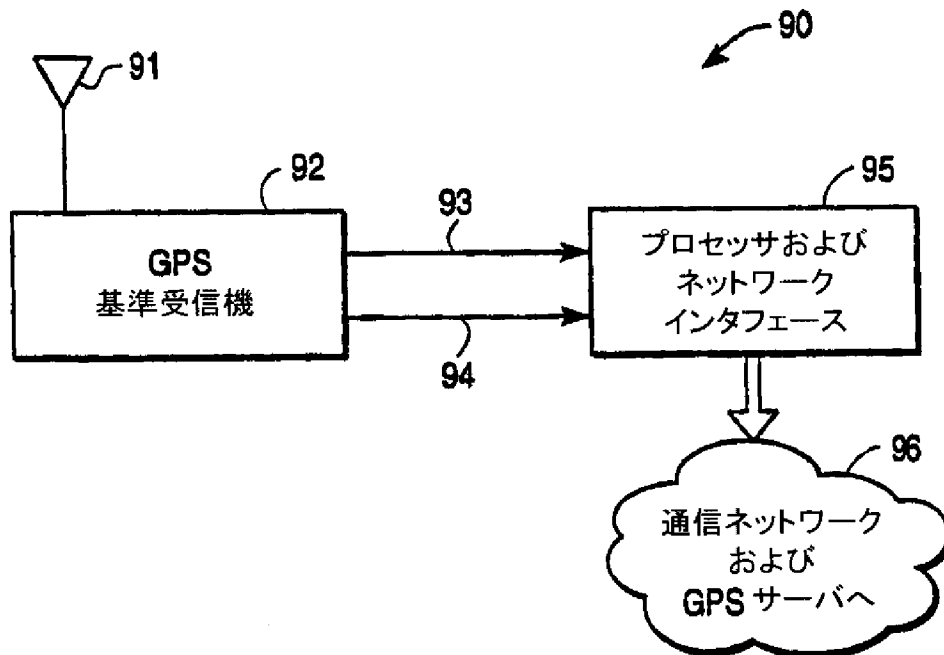 90
91
92
GPS
基準受信機
93
94
95
プロセッサおよび
ネットワーク
インタフェース
96
通信ネットワーク
および
GPS サーバへ